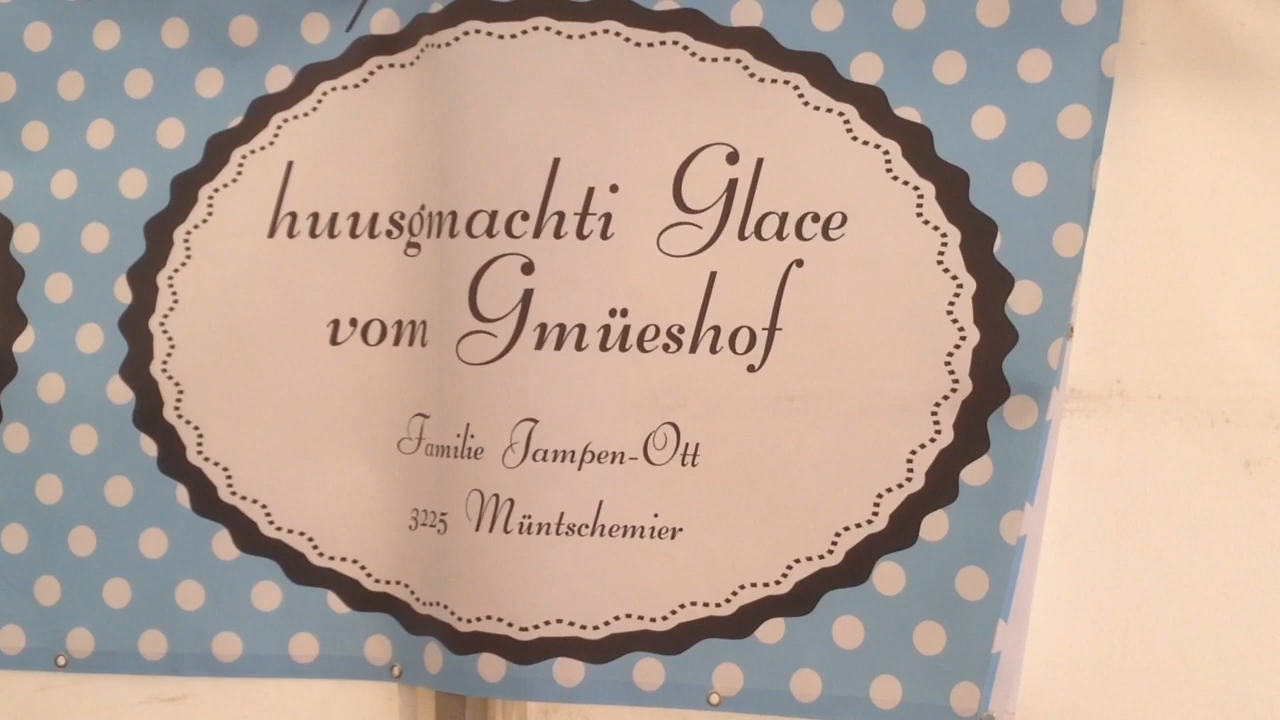 huusgmachti Glace
vom Gmüeshof
Familie Jampen-Ott
3225 Müntschemier